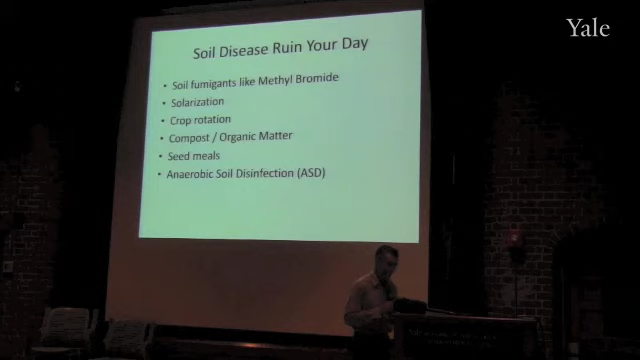 Yale
Soil Disease Ruin Your Day
• Soil fumigants like Methyl Bromide
• Solarization
• Crop rotation
• Compost / Organic Matter
• Seed meals
• Anaerobic Soil Disinfection (ASD)